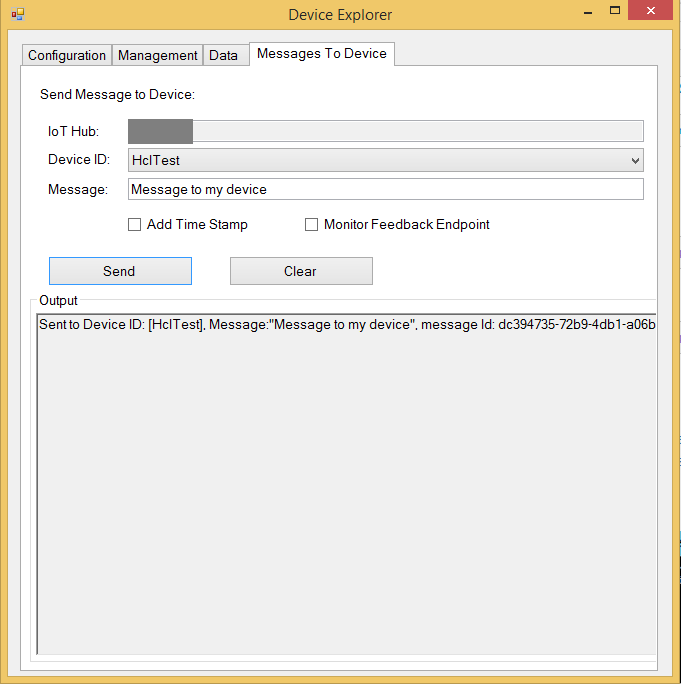 Device Explorer
Configuration Management Data Messages To Device
Send Message to Device:
IoT Hub:
Device ID: HclTest
Message: Message to my device
Add Time Stamp Monitor Feedback Endpoint
Send Clear
Output
Sent to Device ID: [HclTest], Message:"Message to my device", message Id: dc394735-72b9-4db1-a06b